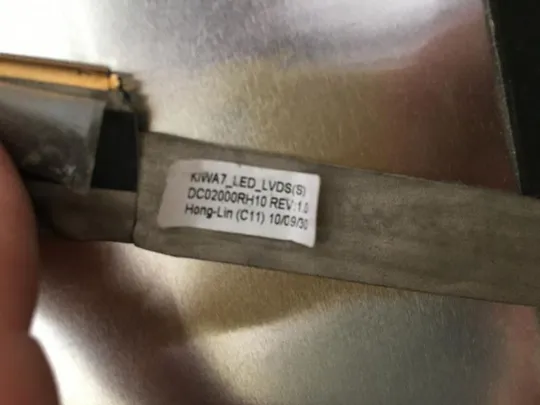 KIWA7_LED_LVDS(S)
DC02000RH10 REV:1.0
Hong-Lin (C11) 10/09/30